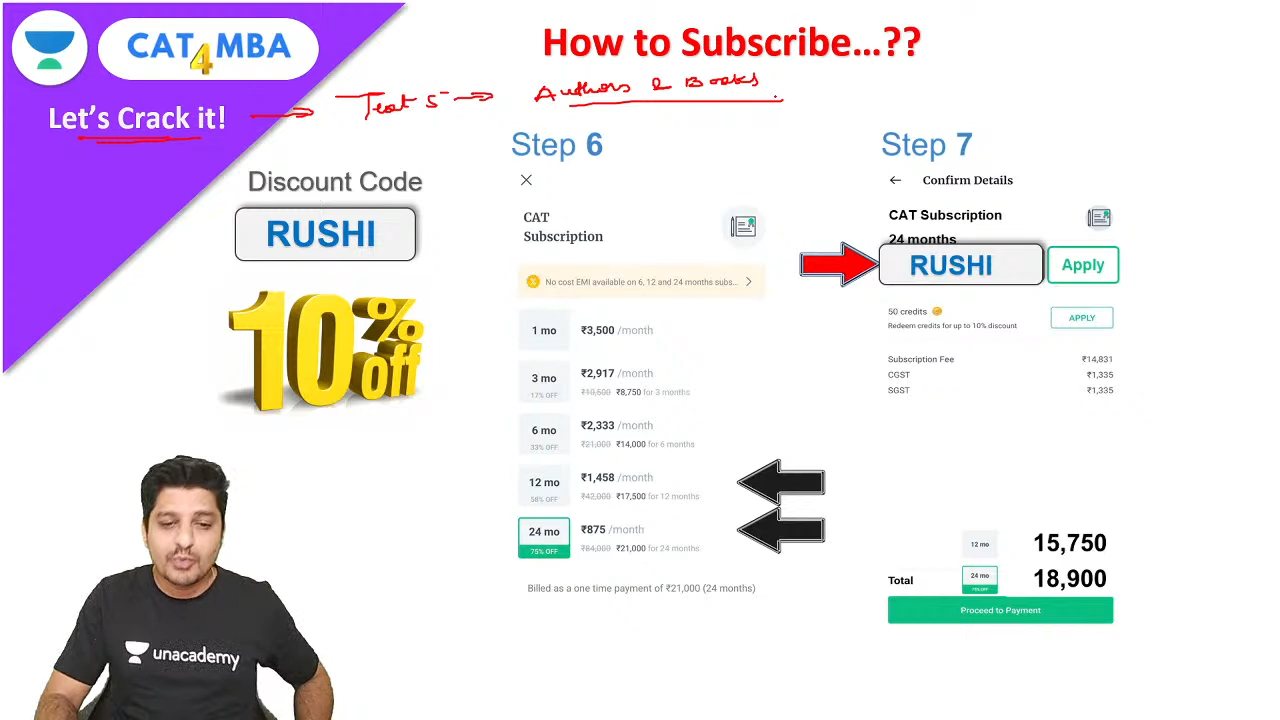 CAT4MBA
Let's Crack it!
How to Subscribe...??
Test 5 → Authors & Books
Discount Code
RUSHI
10% off
unacademy
Step 6
CAT
Subscription
No cost EMI available on 6, 12 and 24 months subs...
1 mo ₹3,500 /month
3 mo ₹2,917 /month
17% OFF ₹10,500 ₹8,750 for 3 months
6 mo ₹2,333 /month
33% OFF ₹21,000 ₹14,000 for 6 months
12 mo ₹1,458 /month
58% OFF ₹42,000 ₹17,500 for 12 months
24 mo ₹875 /month
75% OFF ₹84,000 ₹21,000 for 24 months
Billed as a one time payment of ₹21,000 (24 months)
Step 7
← Confirm Details
CAT Subscription
24 months
RUSHI Apply
50 credits
Redeem credits for up to 10% discount APPLY
Subscription Fee ₹14,831
CGST ₹1,335
SGST ₹1,335
12 mo 15,750
Total 24 mo 18,900
75% OFF
Proceed to Payment